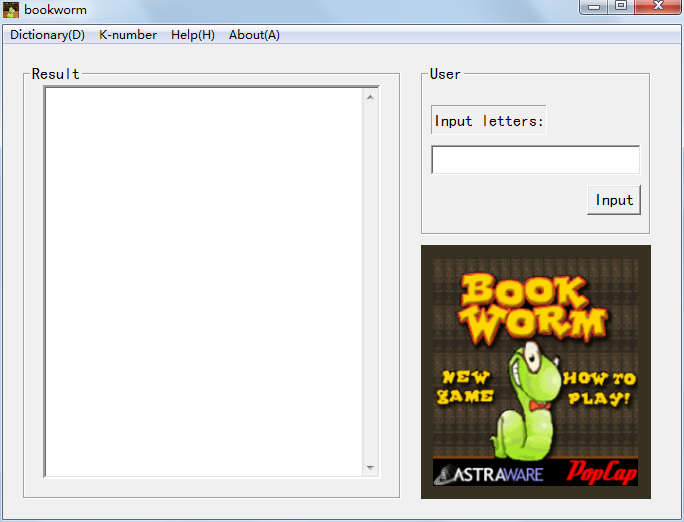 bookworm
Dictionary(D) K-number Help(H) About(A)
Result
User
Input letters:
Input
BOOK
WORM
NEW
GAME
HOW TO
PLAY!
ASTRAWARE PopCap